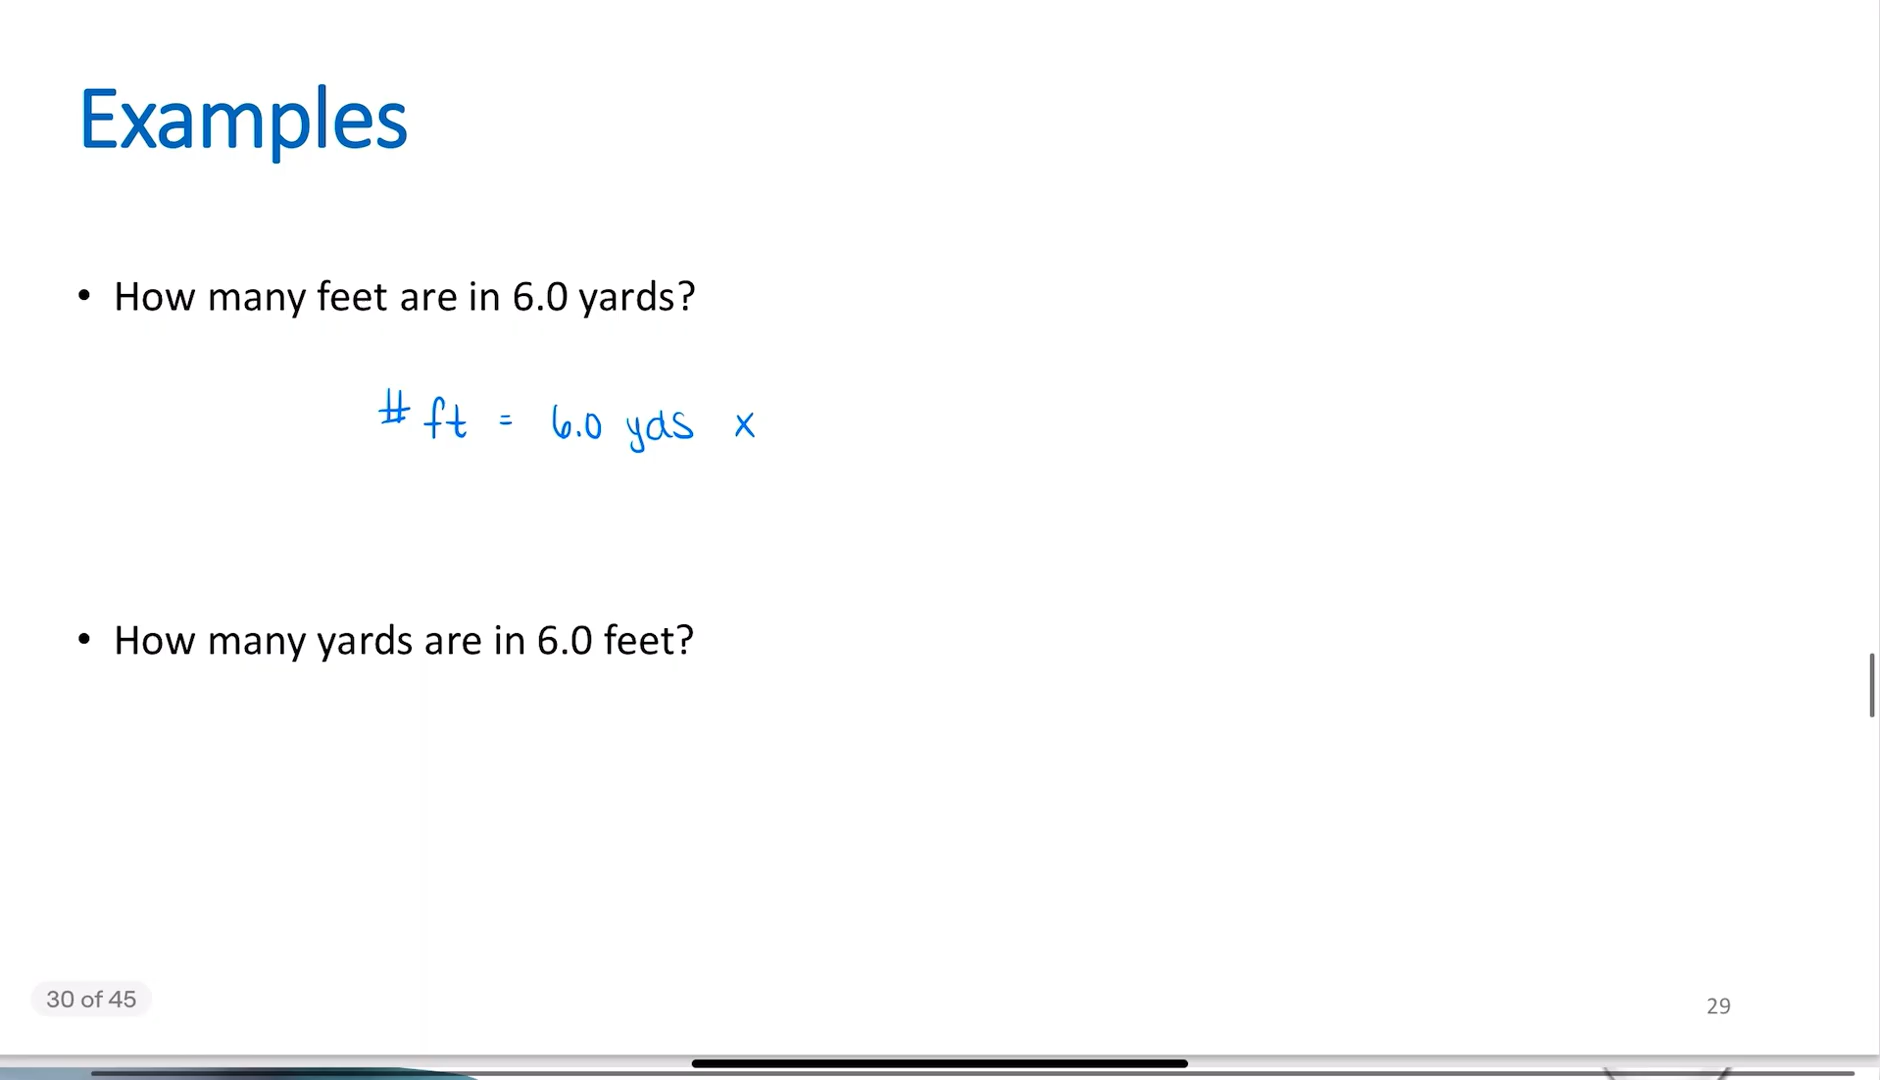 Examples
• How many feet are in 6.0 yards?
# ft = 6.0 yds x
• How many yards are in 6.0 feet?
30 of 45
29